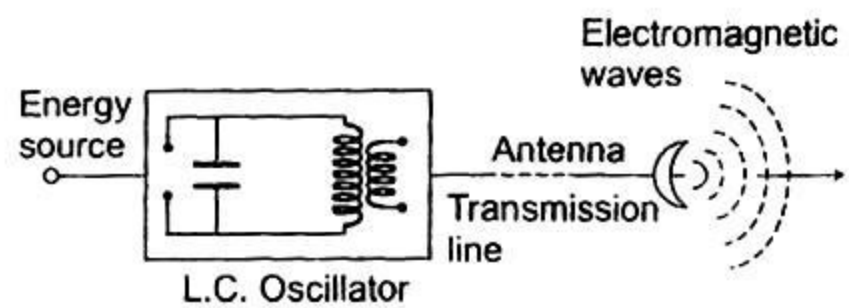 Electromagnetic
waves
Energy
source
Antenna
Transmission
line
L.C. Oscillator